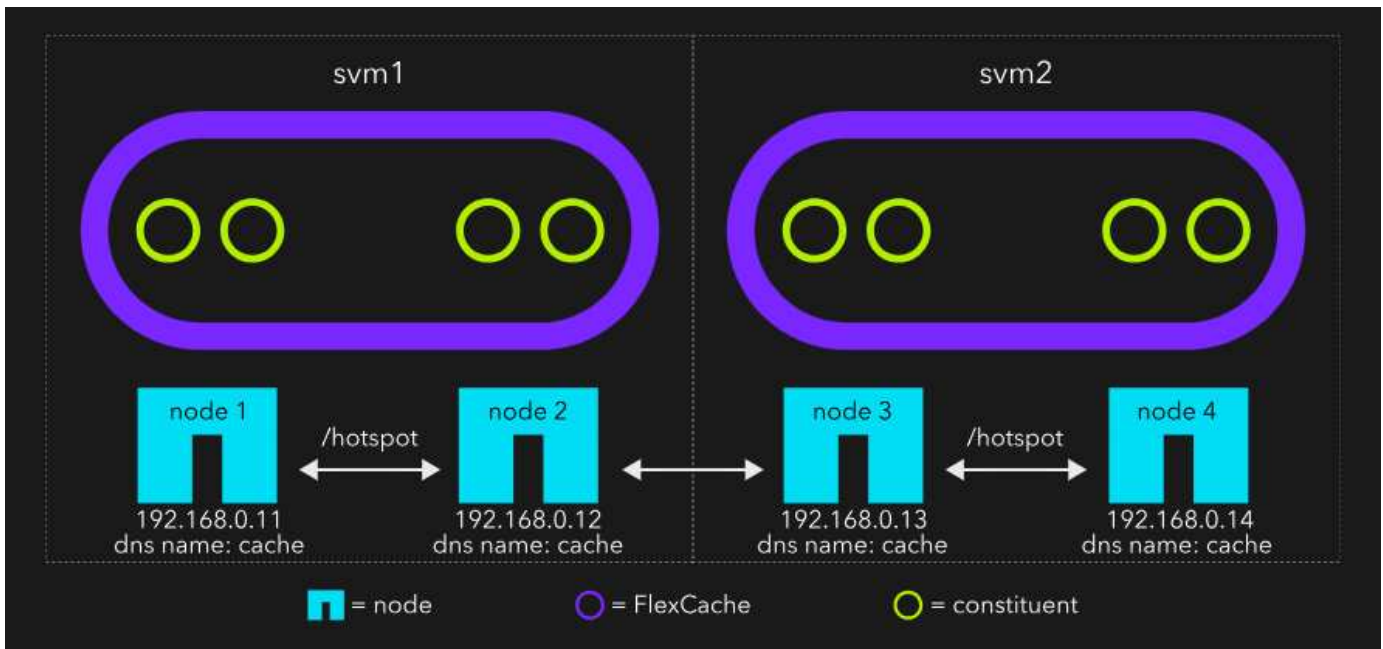 svm1
svm2
node 1
/hotspot
node 2
node 3
/hotspot
node 4
192.168.0.11
dns name: cache
192.168.0.12
dns name: cache
192.168.0.13
dns name: cache
192.168.0.14
dns name: cache
= node
= FlexCache
= constituent